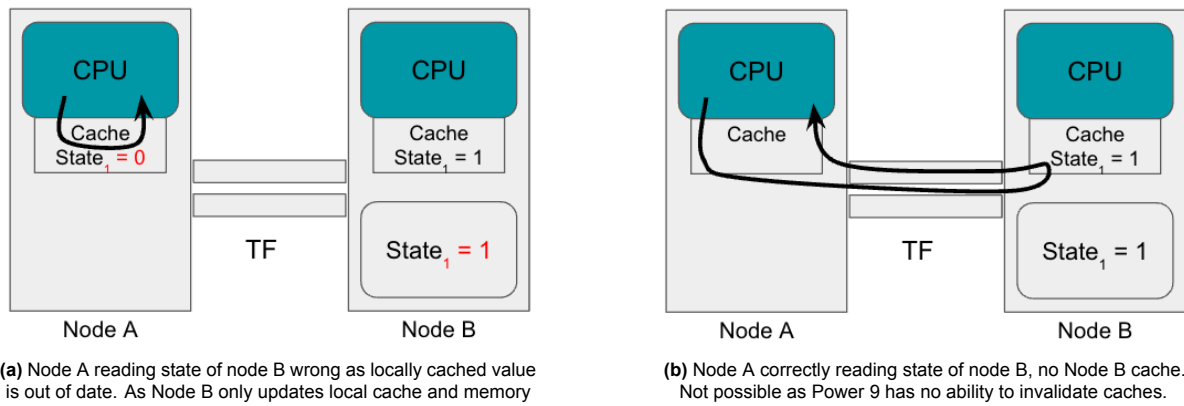 CPU
Cache
State₁ = 0
Node A
TF
CPU
Cache
State₁ = 1
State₁ = 1
Node B
(a) Node A reading state of node B wrong as locally cached value
is out of date. As Node B only updates local cache and memory
CPU
Cache
Node A
TF
CPU
Cache
State₁ = 1
State₁ = 1
Node B
(b) Node A correctly reading state of node B, no Node B cache.
Not possible as Power 9 has no ability to invalidate caches.